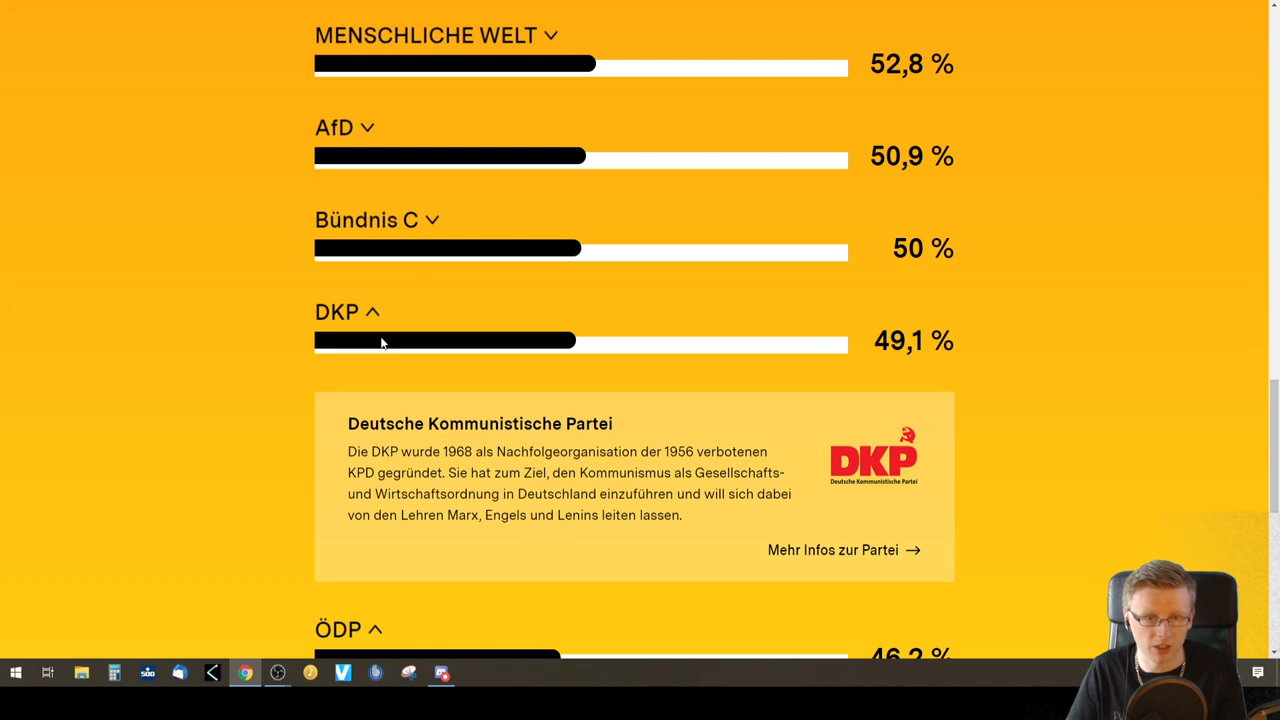 MENSCHLICHE WELT
52,8 %
AfD
50,9 %
Bündnis C
50 %
DKP
49,1 %
Deutsche Kommunistische Partei
Die DKP wurde 1968 als Nachfolgeorganisation der 1956 verbotenen
KPD gegründet. Sie hat zum Ziel, den Kommunismus als Gesellschafts-
und Wirtschaftsordnung in Deutschland einzuführen und will sich dabei
von den Lehren Marx, Engels und Lenins leiten lassen.
DKP
Deutsche Kommunistische Partei
Mehr Infos zur Partei →
ÖDP
46,2 %
500